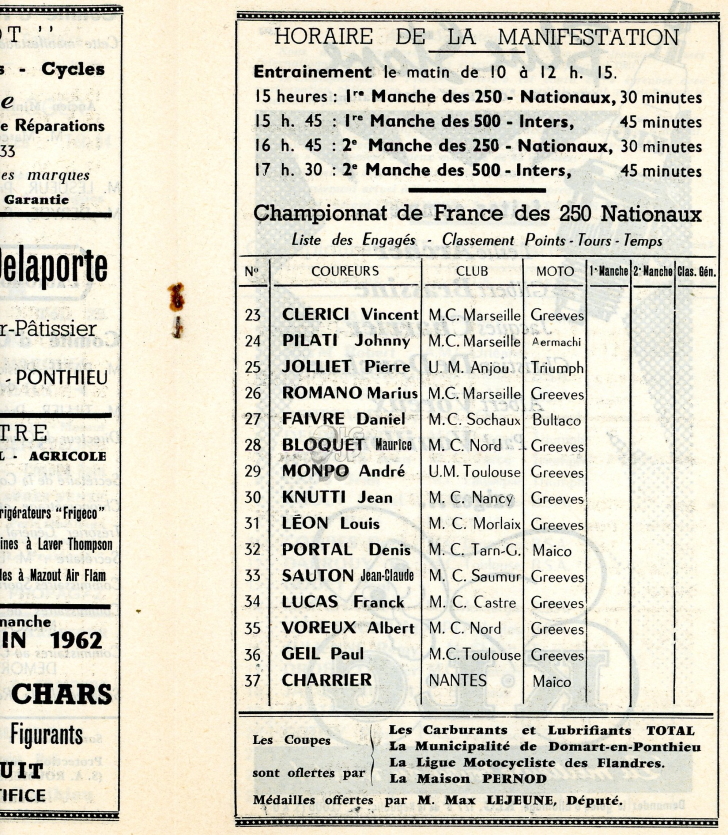 OT ''
s - Cycles
e
e Réparations
33
es marques
Garantie
Delaporte
r-Pâtissier
- PONTHIEU
TRE
L - AGRICOLE
rigérateurs "Frigeco"
ines à Laver Thompson
les à Mazout Air Flam
manche
IN 1962
CHARS
Figurants
UIT
TIFICE
HORAIRE DE LA MANIFESTATION
Entrainement le matin de 10 à 12 h. 15.
15 heures : 1re Manche des 250 - Nationaux, 30 minutes
15 h. 45 : 1re Manche des 500 - Inters, 45 minutes
16 h. 45 : 2e Manche des 250 - Nationaux, 30 minutes
17 h. 30 : 2e Manche des 500 - Inters, 45 minutes
Championnat de France des 250 Nationaux
Liste des Engagés - Classement Points - Tours - Temps
No COUREURS CLUB MOTO 1e Manche 2e Manche Clas. Gén.
23 CLERICI Vincent M.C. Marseille Greeves
24 PILATI Johnny M.C. Marseille Aermachi
25 JOLLIET Pierre U. M. Anjou Triumph
26 ROMANO Marius M.C. Marseille Greeves
27 FAIVRE Daniel M.C. Sochaux Bultaco
28 BLOQUET Maurice M. C. Nord Greeves
29 MONPO André U.M. Toulouse Greeves
30 KNUTTI Jean M. C. Nancy Greeves
31 LÉON Louis M. C. Morlaix Greeves
32 PORTAL Denis M. C. Tarn-G. Maico
33 SAUTON Jean-Claude M. C. Saumur Greeves
34 LUCAS Franck M. C. Castre Greeves
35 VOREUX Albert M. C. Nord Greeves
36 GEIL Paul M.C. Toulouse Greeves
37 CHARRIER NANTES Maico
Les Coupes sont offertes par
Les Carburants et Lubrifiants TOTAL
La Municipalité de Domart-en-Ponthieu
La Ligue Motocycliste des Flandres.
La Maison PERNOD
Médailles offertes par M. Max LEJEUNE, Député.